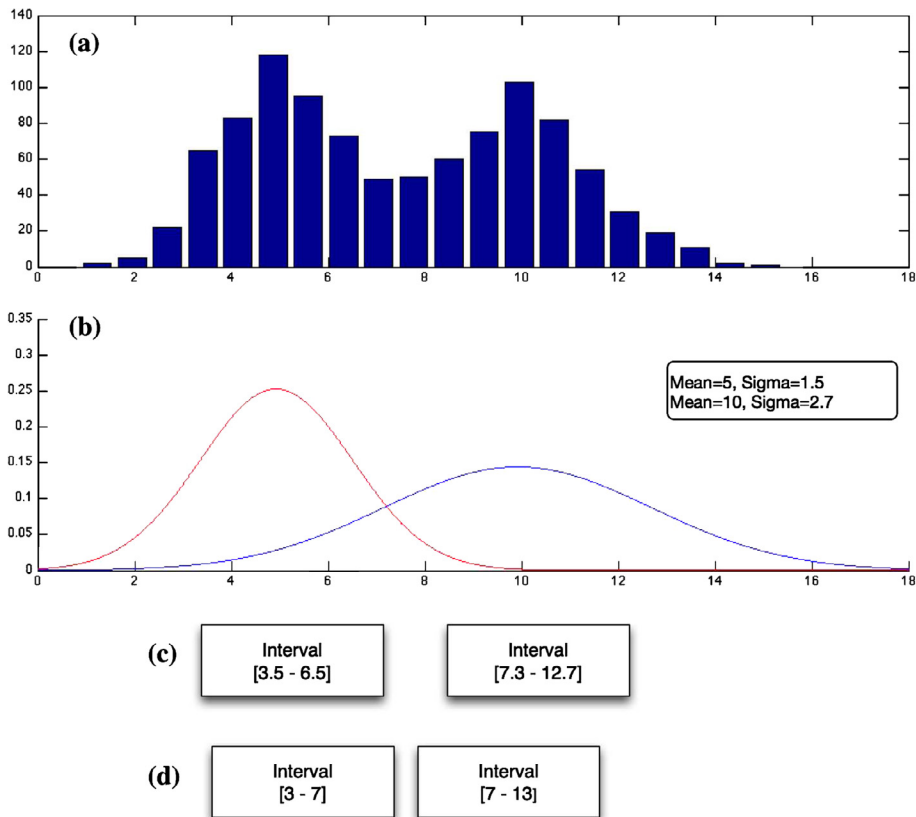 140
(a)
120
100
80
60
40
20
0
0 2 4 6 8 10 12 14 16 18
0.35
(b)
0.3
0.25
Mean=5, Sigma=1.5
Mean=10, Sigma=2.7
0.2
0.15
0.1
0.05
0
0 2 4 6 8 10 12 14 16 18
(c)
Interval
[3.5 - 6.5]
Interval
[7.3 - 12.7]
(d)
Interval
[3 - 7]
Interval
[7 - 13]